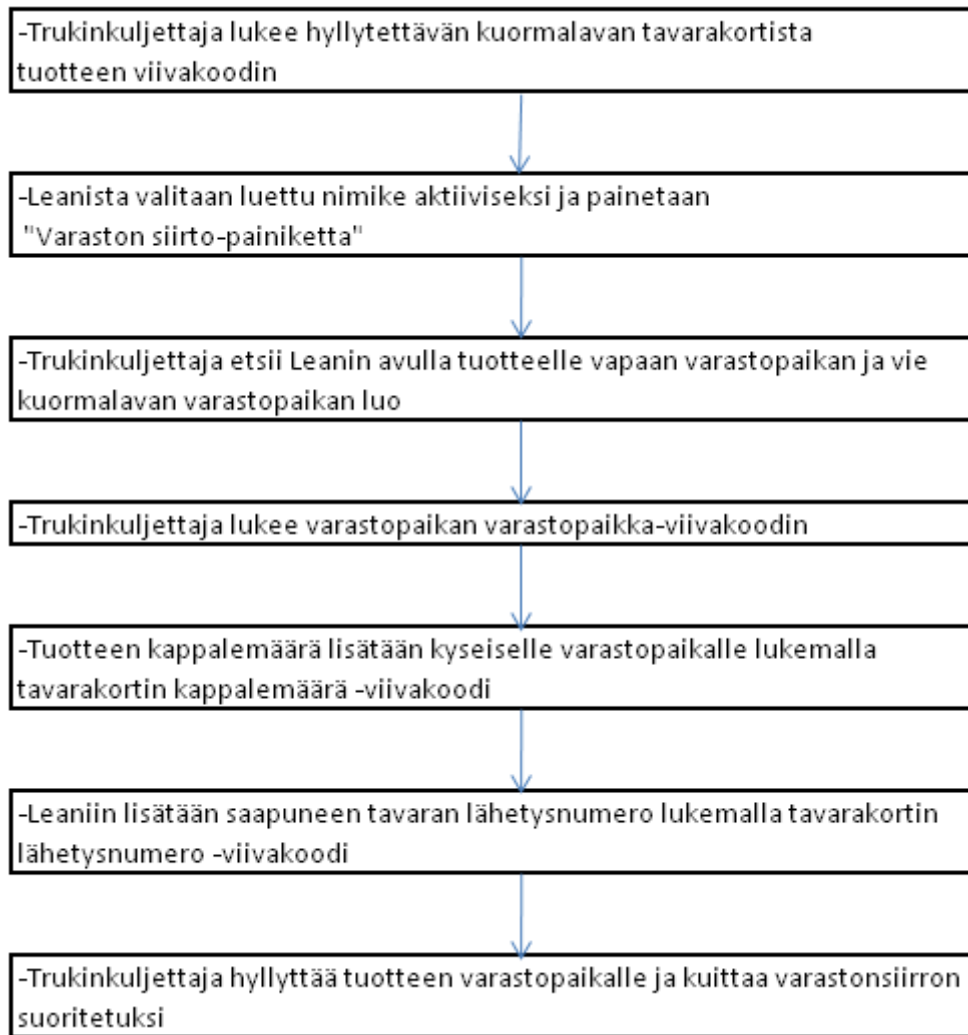 -Trukinkuljettaja lukee hyllytettävän kuormalavan tavarakortista
tuotteen viivakoodin
-Leanista valitaan luettu nimike aktiiviseksi ja painetaan
"Varaston siirto-painiketta"
-Trukinkuljettaja etsii Leanin avulla tuotteelle vapaan varastopaikan ja vie
kuormalavan varastopaikan luo
-Trukinkuljettaja lukee varastopaikan varastopaikka-viivakoodin
-Tuotteen kappalemäärä lisätään kyseiselle varastopaikalle lukemalla
tavarakortin kappalemäärä -viivakoodi
-Leaniin lisätään saapuneen tavaran lähetysnumero lukemalla tavarakortin
lähetysnumero -viivakoodi
-Trukinkuljettaja hyllyttää tuotteen varastopaikalle ja kuittaa varastonsiirron
suoritetuksi